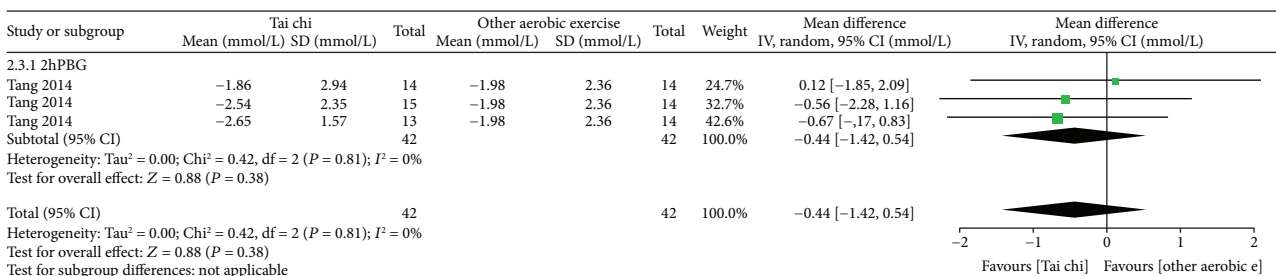 Study or subgroup Tai chi Total Other aerobic exercise Total Weight Mean difference Mean difference
Mean (mmol/L) SD (mmol/L) Mean (mmol/L) SD (mmol/L) IV, random, 95% CI (mmol/L) IV, random, 95% CI (mmol/L)
2.3.1 2hPBG
Tang 2014 −1.86 2.94 14 −1.98 2.36 14 24.7% 0.12 [−1.85, 2.09]
Tang 2014 −2.54 2.35 15 −1.98 2.36 14 32.7% −0.56 [−2.28, 1.16]
Tang 2014 −2.65 1.57 13 −1.98 2.36 14 42.6% −0.67 [−,17, 0.83]
Subtotal (95% CI) 42 42 100.0% −0.44 [−1.42, 0.54]
Heterogeneity: Tau² = 0.00; Chi² = 0.42, df = 2 (P = 0.81); I² = 0%
Test for overall effect: Z = 0.88 (P = 0.38)
Total (95% CI) 42 42 100.0% −0.44 [−1.42, 0.54]
Heterogeneity: Tau² = 0.00; Chi² = 0.42, df = 2 (P = 0.81); I² = 0%
Test for overall effect: Z = 0.88 (P = 0.38)
Test for subgroup differences: not applicable
−2 −1 0 1 2
Favours [Tai chi] Favours [other aerobic e]